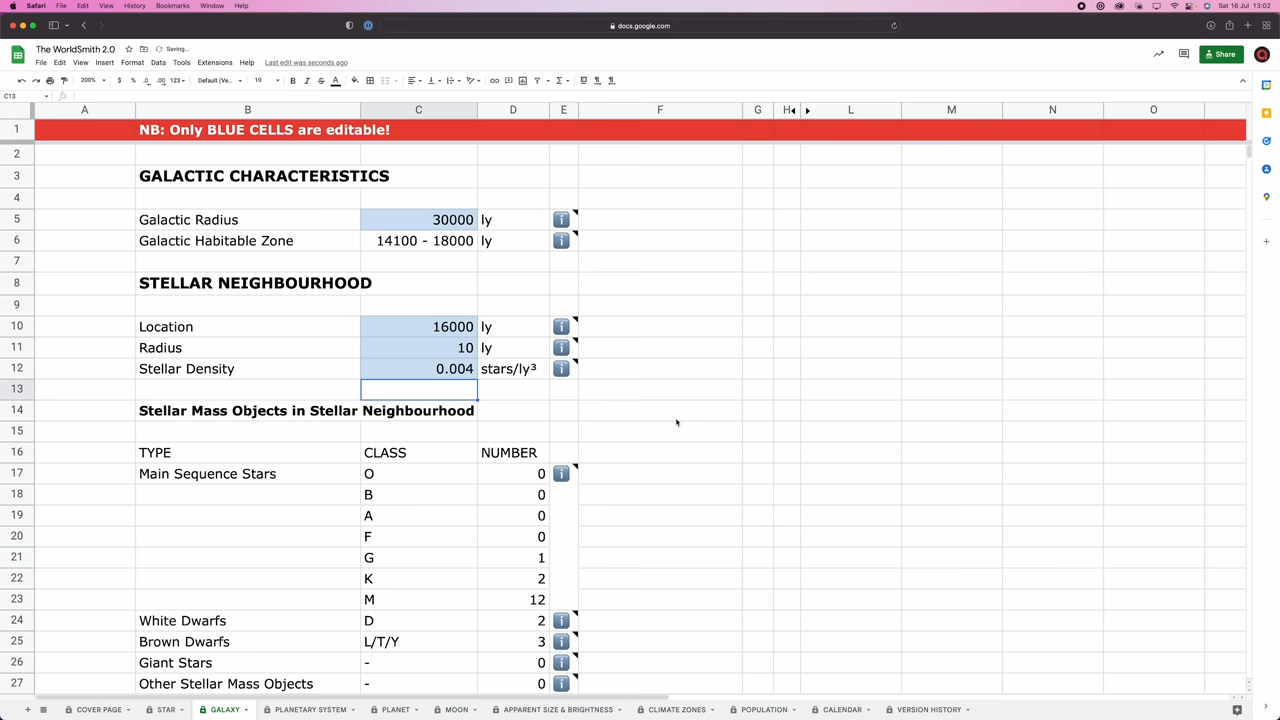 Safari File Edit View History Bookmarks Window Help Sat 16 Jul 13:02
docs.google.com
The WorldSmith 2.0 Saving...
File Edit View Insert Format Data Tools Extensions Help Last edit was seconds ago
Share
200% $ % .0 .00 123 Default (Ve... 10 B I S A
C13 fx
A B C D E F G H L M N O
1 NB: Only BLUE CELLS are editable!
2
3 GALACTIC CHARACTERISTICS
4
5 Galactic Radius 30000 ly i
6 Galactic Habitable Zone 14100 - 18000 ly i
7
8 STELLAR NEIGHBOURHOOD
9
10 Location 16000 ly i
11 Radius 10 ly i
12 Stellar Density 0.004 stars/ly³ i
13
14 Stellar Mass Objects in Stellar Neighbourhood
15
16 TYPE CLASS NUMBER
17 Main Sequence Stars O 0 i
18 B 0
19 A 0
20 F 0
21 G 1
22 K 2
23 M 12
24 White Dwarfs D 2 i
25 Brown Dwarfs L/T/Y 3 i
26 Giant Stars - 0 i
27 Other Stellar Mass Objects - 0 i
COVER PAGE STAR GALAXY PLANETARY SYSTEM PLANET MOON APPARENT SIZE & BRIGHTNESS CLIMATE ZONES POPULATION CALENDAR VERSION HISTORY